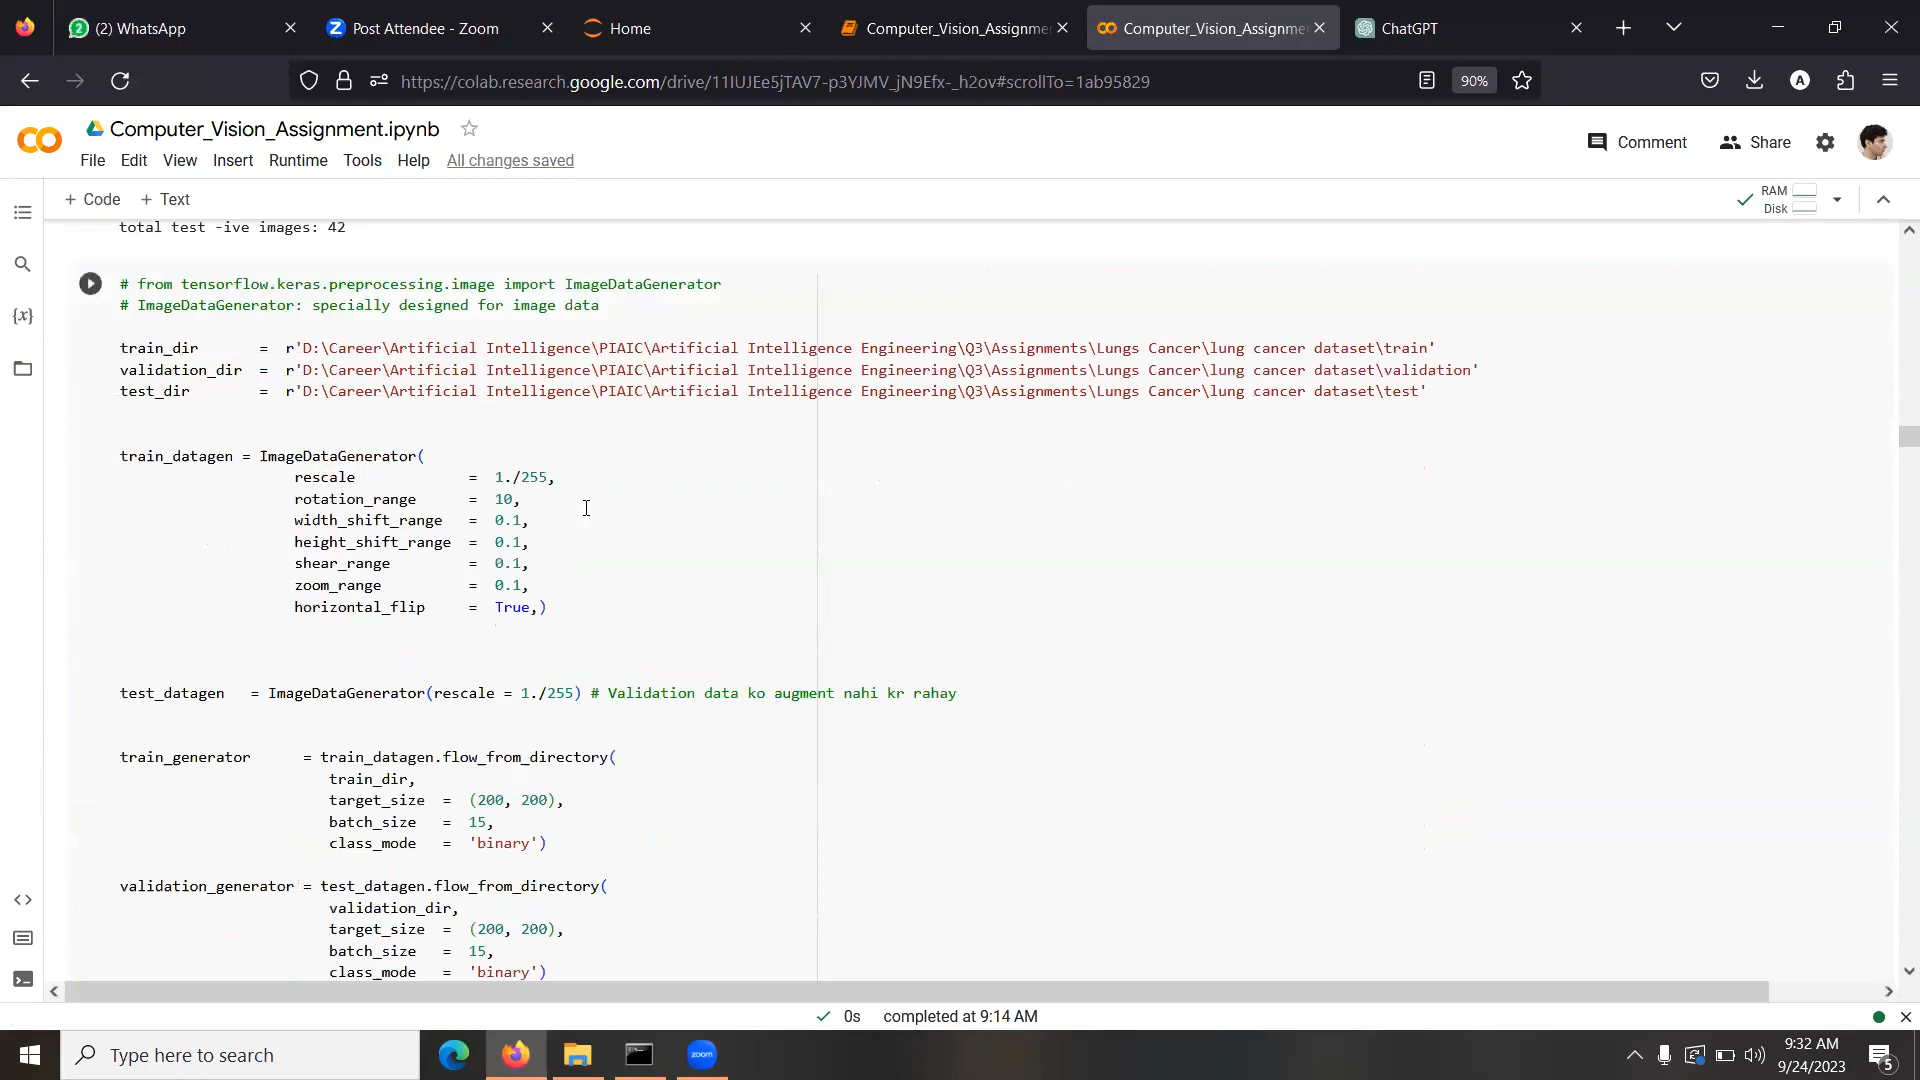 (2) WhatsApp
Post Attendee - Zoom
Home
Computer_Vision_Assignme
Computer_Vision_Assignme
ChatGPT
https://colab.research.google.com/drive/11IUJEe5jTAV7-p3YJMV_jN9Efx-_h2ov#scrollTo=1ab95829
90%
A
Computer_Vision_Assignment.ipynb
Comment
Share
File Edit View Insert Runtime Tools Help All changes saved
+ Code + Text
RAM
Disk
total test -ive images: 42
# from tensorflow.keras.preprocessing.image import ImageDataGenerator
# ImageDataGenerator: specially designed for image data
train_dir = r'D:\Career\Artificial Intelligence\PIAIC\Artificial Intelligence Engineering\Q3\Assignments\Lungs Cancer\lung cancer dataset\train'
validation_dir = r'D:\Career\Artificial Intelligence\PIAIC\Artificial Intelligence Engineering\Q3\Assignments\Lungs Cancer\lung cancer dataset\validation'
test_dir = r'D:\Career\Artificial Intelligence\PIAIC\Artificial Intelligence Engineering\Q3\Assignments\Lungs Cancer\lung cancer dataset\test'
train_datagen = ImageDataGenerator(
rescale = 1./255,
rotation_range = 10,
width_shift_range = 0.1,
height_shift_range = 0.1,
shear_range = 0.1,
zoom_range = 0.1,
horizontal_flip = True,)
test_datagen = ImageDataGenerator(rescale = 1./255) # Validation data ko augment nahi kr rahay
train_generator = train_datagen.flow_from_directory(
train_dir,
target_size = (200, 200),
batch_size = 15,
class_mode = 'binary')
validation_generator = test_datagen.flow_from_directory(
validation_dir,
target_size = (200, 200),
batch_size = 15,
class_mode = 'binary')
0s completed at 9:14 AM
Type here to search
zoom
9:32 AM
9/24/2023
5